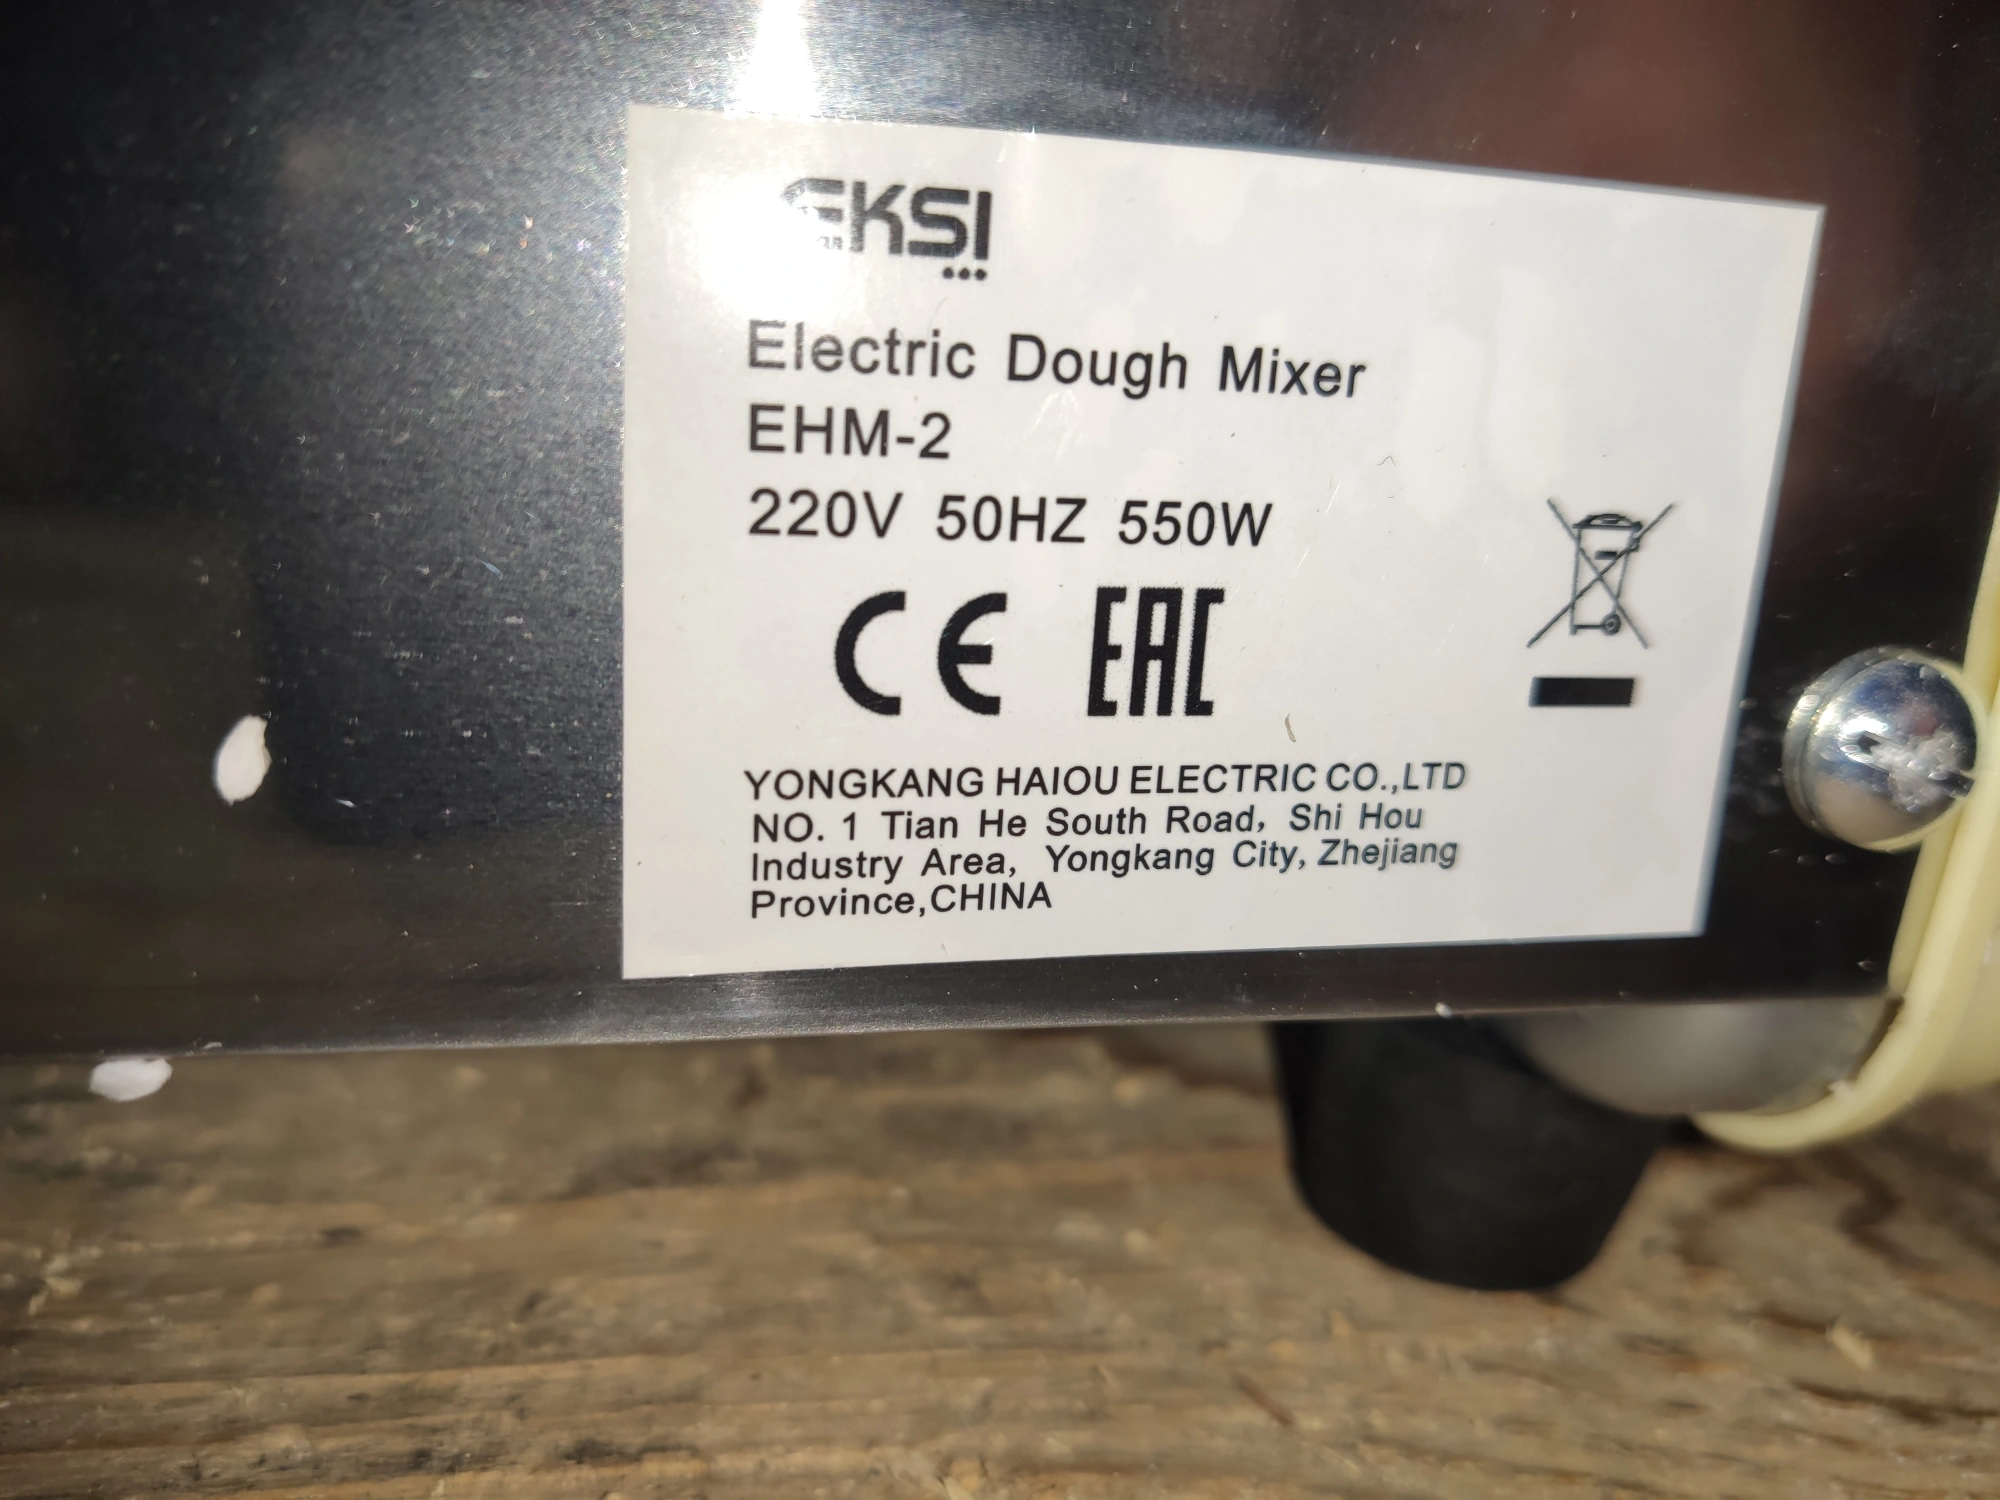 EKSI
Electric Dough Mixer
EHM-2
220V 50HZ 550W
CE EAC
YONGKANG HAIOU ELECTRIC CO.,LTD
NO. 1 Tian He South Road, Shi Hou
Industry Area, Yongkang City, Zhejiang
Province,CHINA